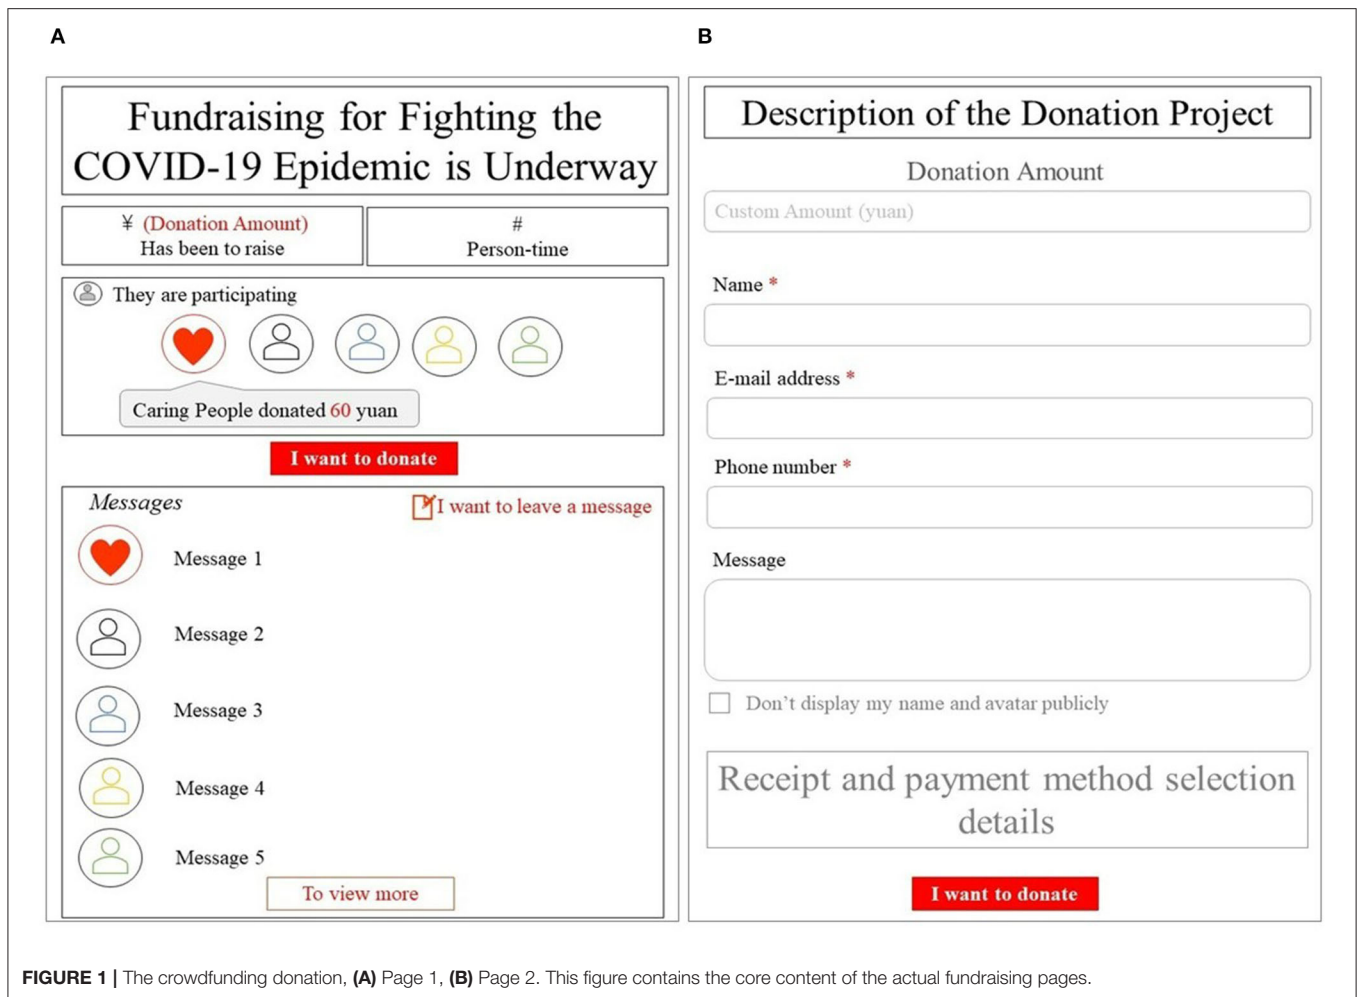 A
B
Fundraising for Fighting the
COVID-19 Epidemic is Underway
¥ (Donation Amount)
Has been to raise
#
Person-time
They are participating
Caring People donated 60 yuan
I want to donate
Messages
I want to leave a message
Message 1
Message 2
Message 3
Message 4
Message 5
To view more
Description of the Donation Project
Donation Amount
Custom Amount (yuan)
Name *
E-mail address *
Phone number *
Message
Don't display my name and avatar publicly
Receipt and payment method selection
details
I want to donate
FIGURE 1 | The crowdfunding donation, (A) Page 1, (B) Page 2. This figure contains the core content of the actual fundraising pages.